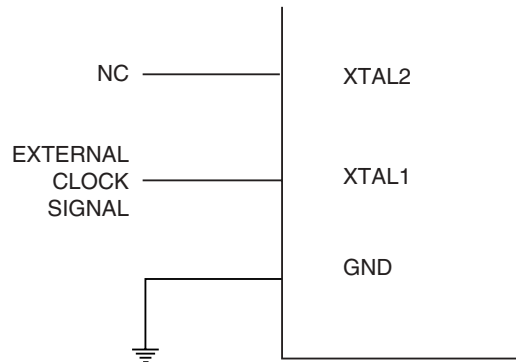 NC
XTAL2
EXTERNAL
CLOCK
SIGNAL
XTAL1
GND